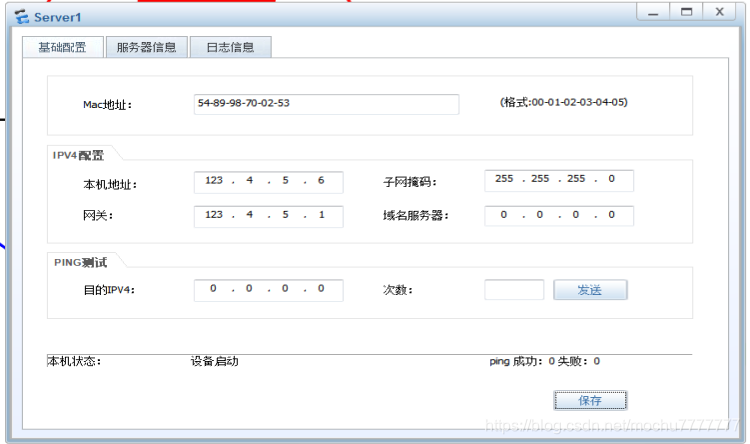 Server1
基础配置 服务器信息 日志信息
Mac地址: 54-89-98-70-02-53 (格式:00-01-02-03-04-05)
IPV4配置
本机地址: 123 . 4 . 5 . 6 子网掩码: 255 . 255 . 255 . 0
网关: 123 . 4 . 5 . 1 域名服务器: 0 . 0 . 0 . 0
PING测试
目的IPV4: 0 . 0 . 0 . 0 次数: 发送
本机状态: 设备启动 ping 成功: 0 失败: 0
保存
https://blog.csdn.net/mochu7777777